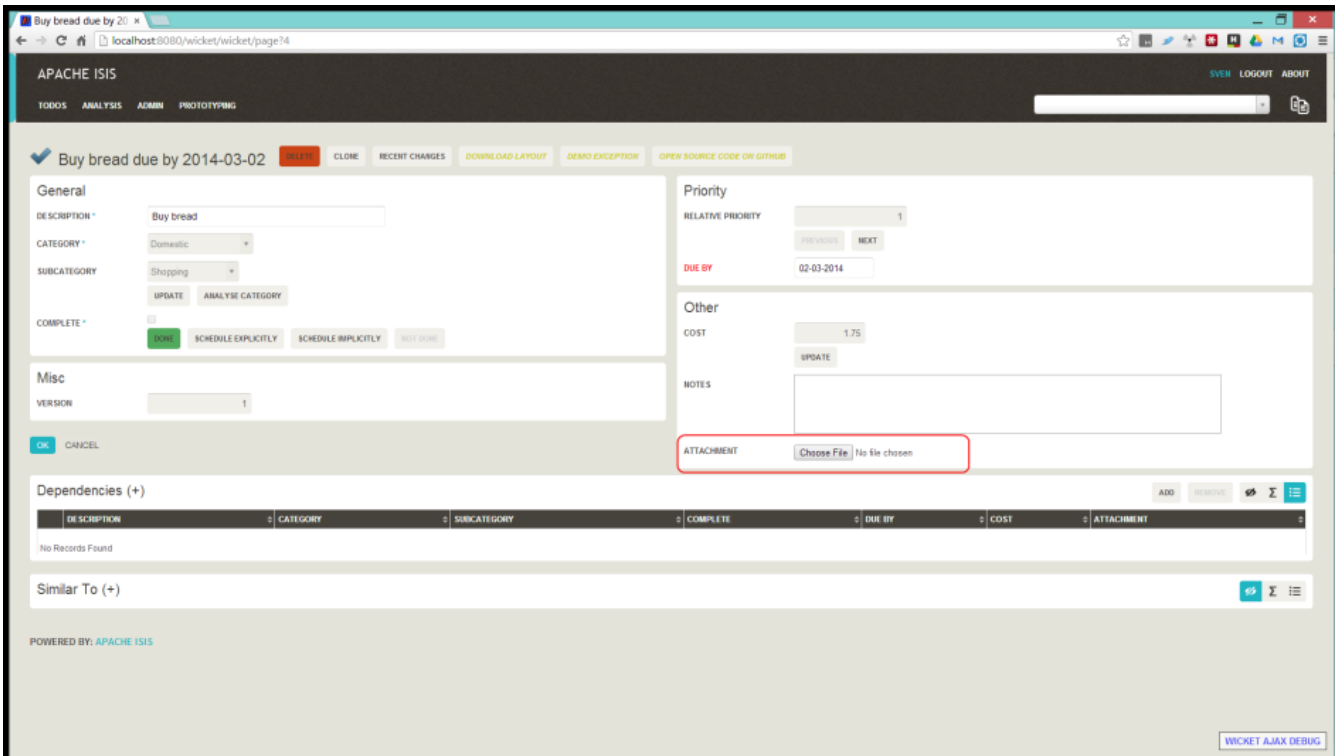 Buy bread due by 20
localhost:8080/wicket/wicket/page?4
APACHE ISIS
SVEN LOGOUT ABOUT
TODOS ANALYSIS ADMIN PROTOTYPING
Buy bread due by 2014-03-02 DELETE CLONE RECENT CHANGES DOWNLOAD LAYOUT DEMO EXCEPTION OPEN SOURCE CODE ON GITHUB
General
DESCRIPTION * Buy bread
CATEGORY * Domestic
SUBCATEGORY Shopping
UPDATE ANALYSE CATEGORY
COMPLETE *
DONE SCHEDULE EXPLICITLY SCHEDULE IMPLICITLY NOT DONE
Misc
VERSION 1
OK CANCEL
Priority
RELATIVE PRIORITY 1
PREVIOUS NEXT
DUE BY 02-03-2014
Other
COST 1.75
UPDATE
NOTES
ATTACHMENT Choose File No file chosen
Dependencies (+) ADD REMOVE Σ
DESCRIPTION CATEGORY SUBCATEGORY COMPLETE DUE BY COST ATTACHMENT
No Records Found
Similar To (+) Σ
POWERED BY: APACHE ISIS
WICKET AJAX DEBUG